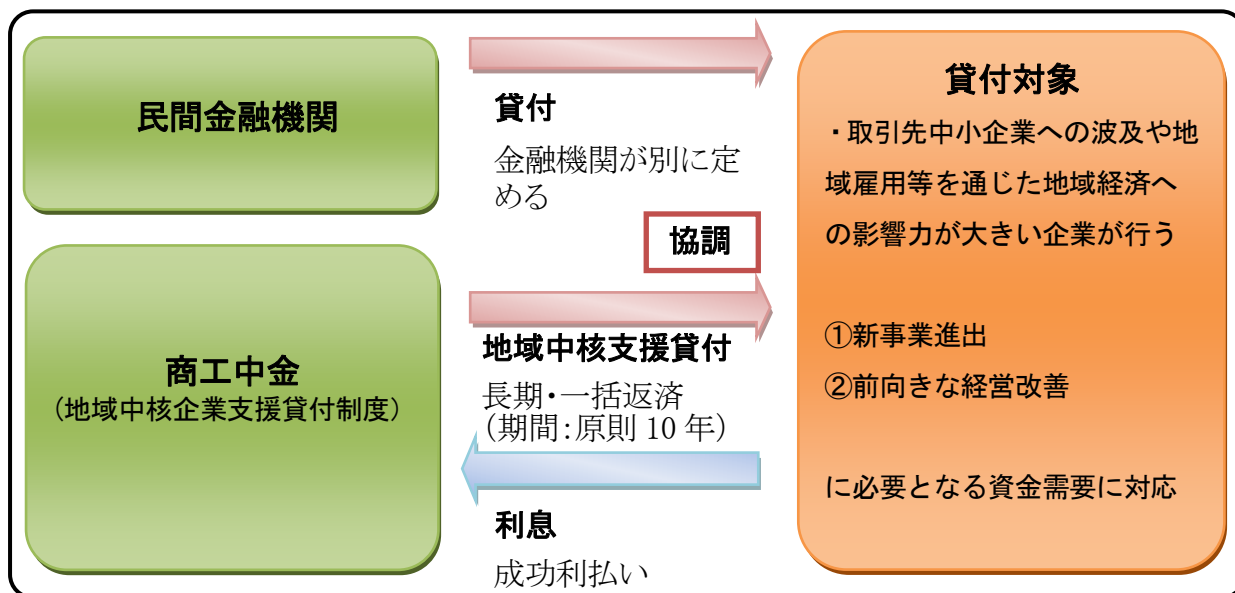 民間金融機関
貸付
金融機関が別に定
める
協調
商工中金
（地域中核企業支援貸付制度）
地域中核支援貸付
長期・一括返済
（期間：原則 10 年）
利息
成功利払い
貸付対象
・取引先中小企業への波及や地
域雇用等を通じた地域経済へ
の影響力が大きい企業が行う
①新事業進出
②前向きな経営改善
に必要となる資金需要に対応